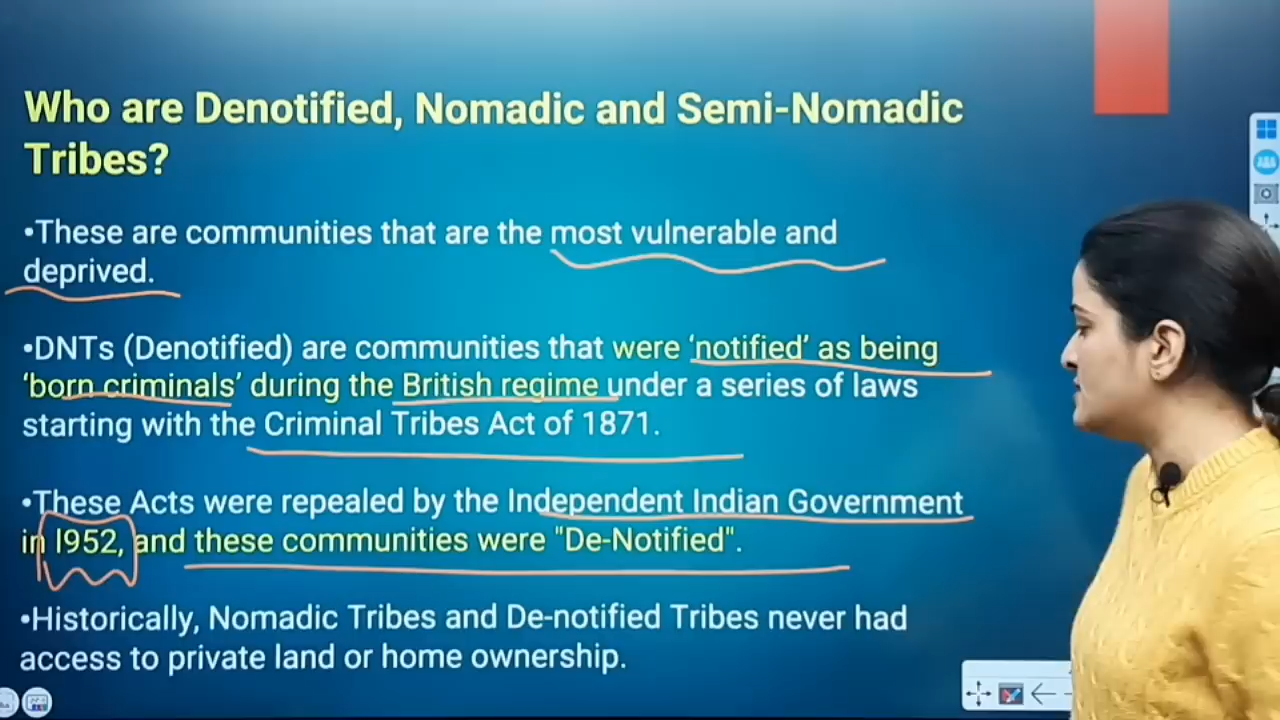 Who are Denotified, Nomadic and Semi-Nomadic
Tribes?
•These are communities that are the most vulnerable and
deprived.
•DNTs (Denotified) are communities that were ‘notified’ as being
‘born criminals’ during the British regime under a series of laws
starting with the Criminal Tribes Act of 1871.
•These Acts were repealed by the Independent Indian Government
in l952, and these communities were "De-Notified".
•Historically, Nomadic Tribes and De-notified Tribes never had
access to private land or home ownership.